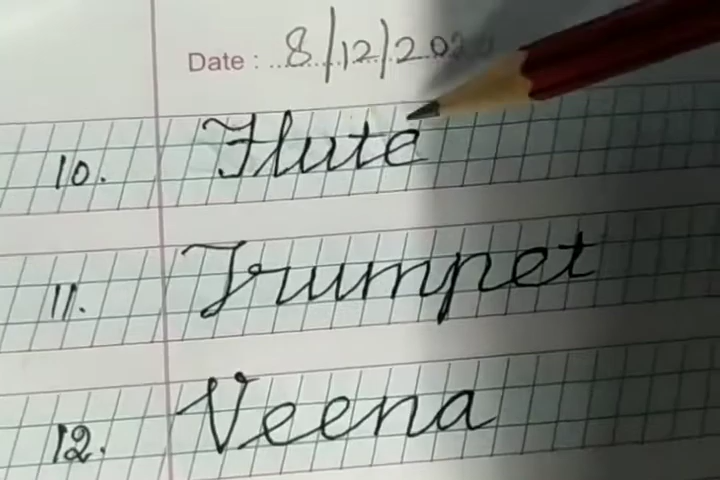 Date : 8/12/202
10. Flute
11. Trumpet
12. Veena